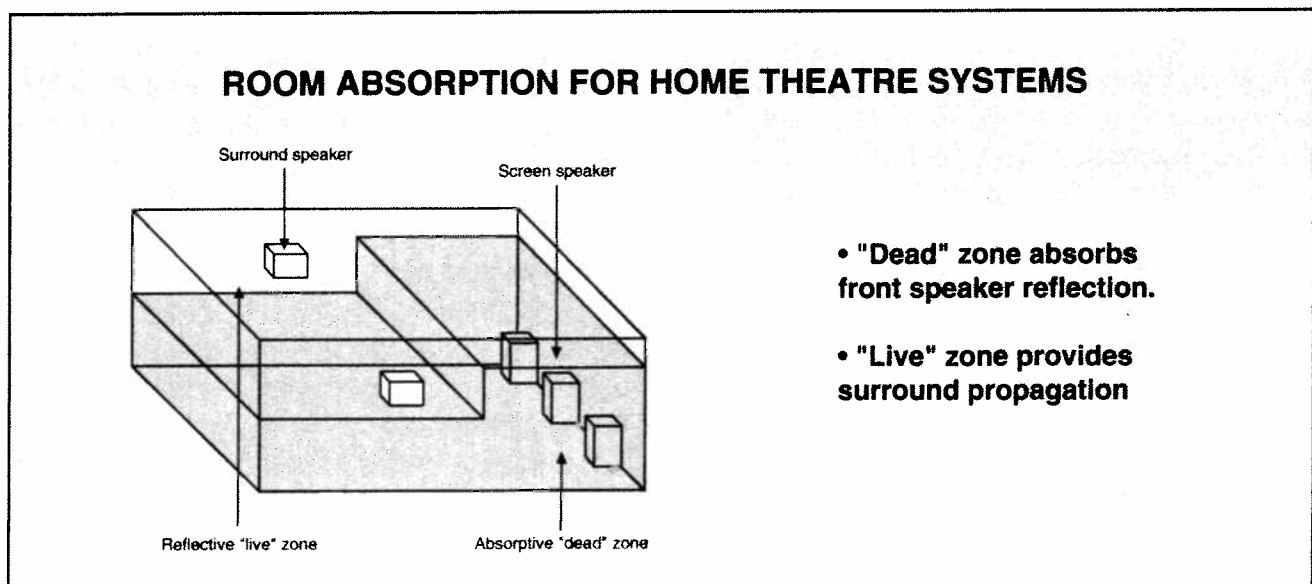 ROOM ABSORPTION FOR HOME THEATRE SYSTEMS
Surround speaker
Screen speaker
• "Dead" zone absorbs
front speaker reflection.
• "Live" zone provides
surround propagation
Reflective "live" zone
Absorptive "dead" zone